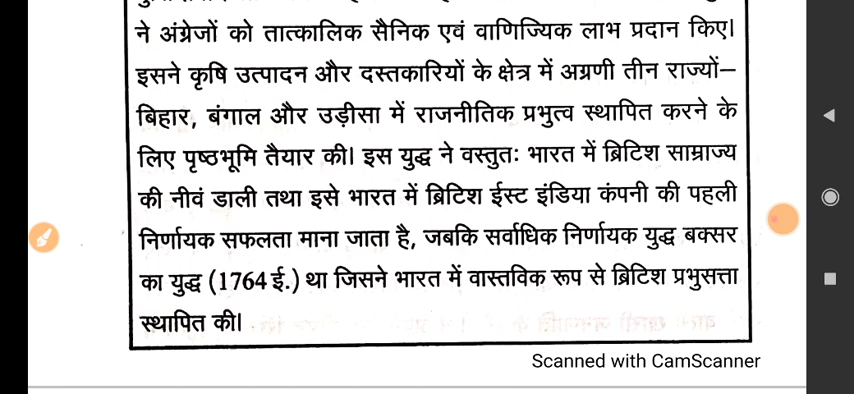 ने अंग्रेजों को तात्कालिक सैनिक एवं वाणिज्यिक लाभ प्रदान किए।
इसने कृषि उत्पादन और दस्तकारियों के क्षेत्र में अग्रणी तीन राज्यों–
बिहार, बंगाल और उड़ीसा में राजनीतिक प्रभुत्व स्थापित करने के
लिए पृष्ठभूमि तैयार की। इस युद्ध ने वस्तुतः भारत में ब्रिटिश साम्राज्य
की नीवं डाली तथा इसे भारत में ब्रिटिश ईस्ट इंडिया कंपनी की पहली
निर्णायक सफलता माना जाता है, जबकि सर्वाधिक निर्णायक युद्ध बक्सर
का युद्ध (1764 ई.) था जिसने भारत में वास्तविक रूप से ब्रिटिश प्रभुसत्ता
स्थापित की।
Scanned with CamScanner